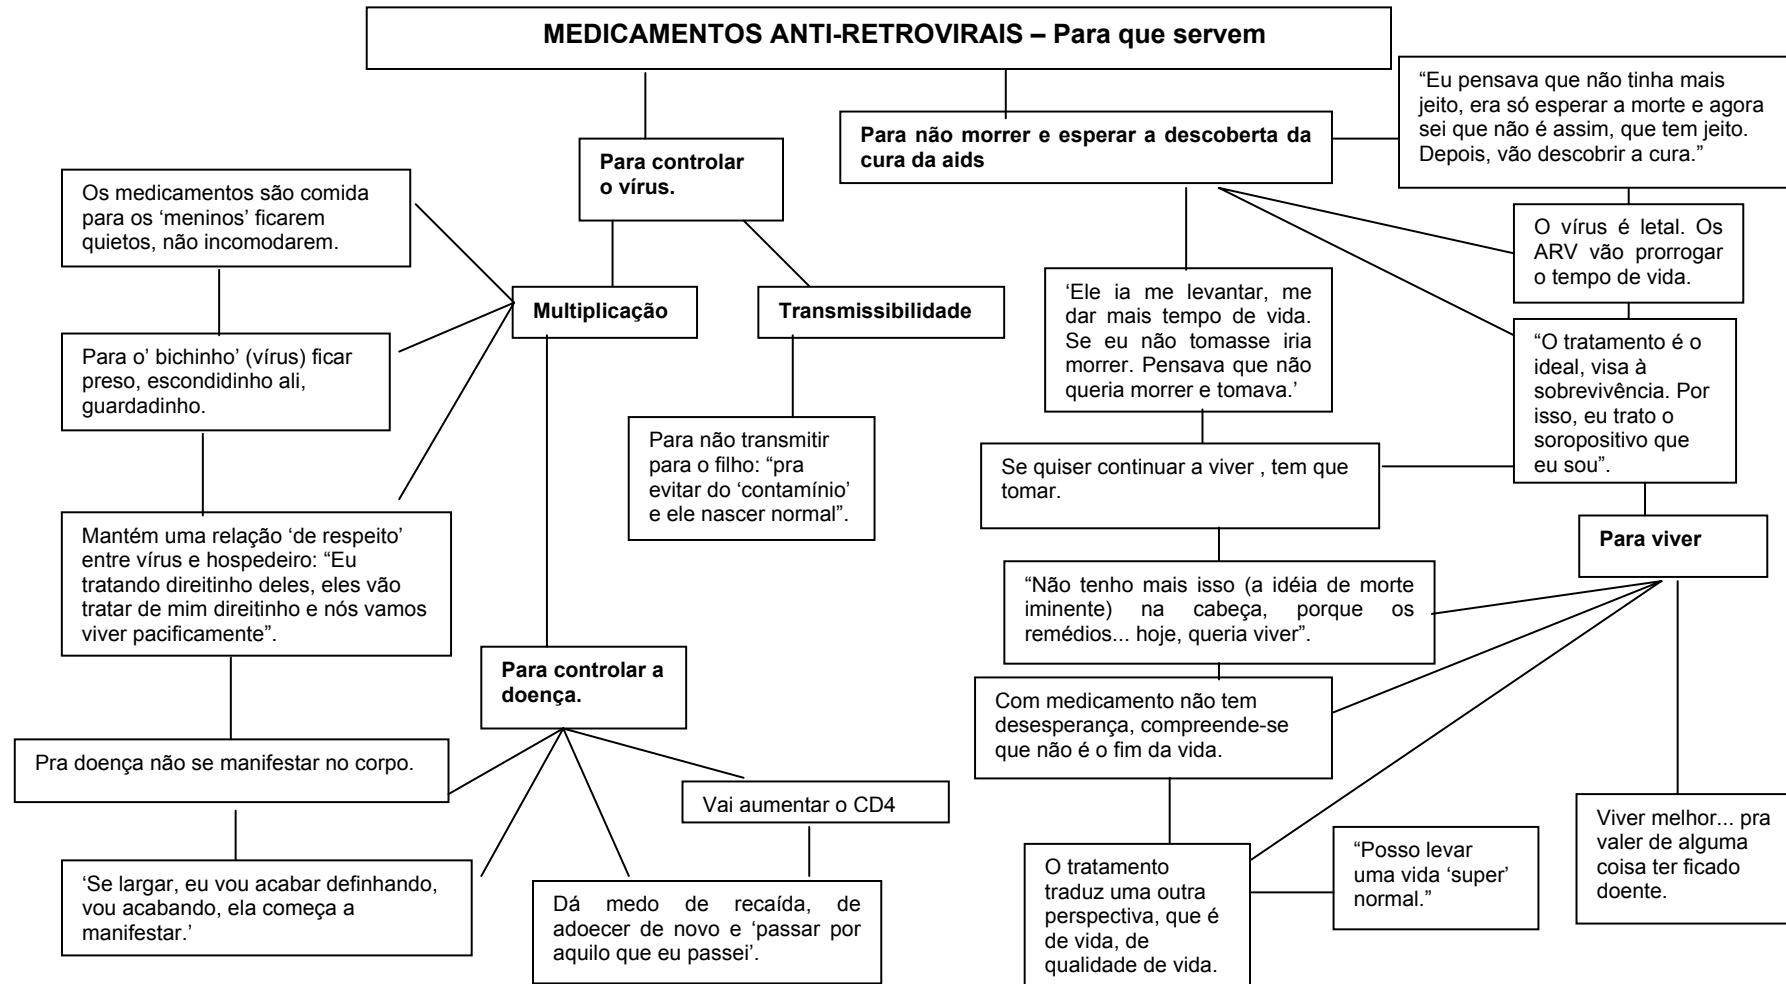 MEDICAMENTOS ANTI-RETROVIRAIS – Para que servem
“Eu pensava que não tinha mais
jeito, era só esperar a morte e agora
sei que não é assim, que tem jeito.
Depois, vão descobrir a cura.”
Para não morrer e esperar a descoberta da
cura da aids
Para controlar
o vírus.
Os medicamentos são comida
para os ‘meninos’ ficarem
quietos, não incomodarem.
O vírus é letal. Os
ARV vão prorrogar
o tempo de vida.
‘Ele ia me levantar, me
dar mais tempo de vida.
Se eu não tomasse iria
morrer. Pensava que não
queria morrer e tomava.’
Multiplicação
Transmissibilidade
Para o’ bichinho’ (vírus) ficar
preso, escondidinho ali,
guardadinho.
“O tratamento é o
ideal, visa à
sobrevivência. Por
isso, eu trato o
soropositivo que
eu sou”.
Para não transmitir
para o filho: “pra
evitar do ‘contamínio’
e ele nascer normal”.
Se quiser continuar a viver , tem que
tomar.
Mantém uma relação ‘de respeito’
entre vírus e hospedeiro: “Eu
tratando direitinho deles, eles vão
tratar de mim direitinho e nós vamos
viver pacificamente”.
Para viver
“Não tenho mais isso (a idéia de morte
iminente) na cabeça, porque os
remédios... hoje, queria viver”.
Para controlar a
doença.
Com medicamento não tem
desesperança, compreende-se
que não é o fim da vida.
Pra doença não se manifestar no corpo.
Vai aumentar o CD4
Viver melhor... pra
valer de alguma
coisa ter ficado
doente.
“Posso levar
uma vida ‘super’
normal.”
O tratamento
traduz uma outra
perspectiva, que é
de vida, de
qualidade de vida.
‘Se largar, eu vou acabar definhando,
vou acabando, ela começa a
manifestar.’
Dá medo de recaída, de
adoecer de novo e ‘passar por
aquilo que eu passei’.